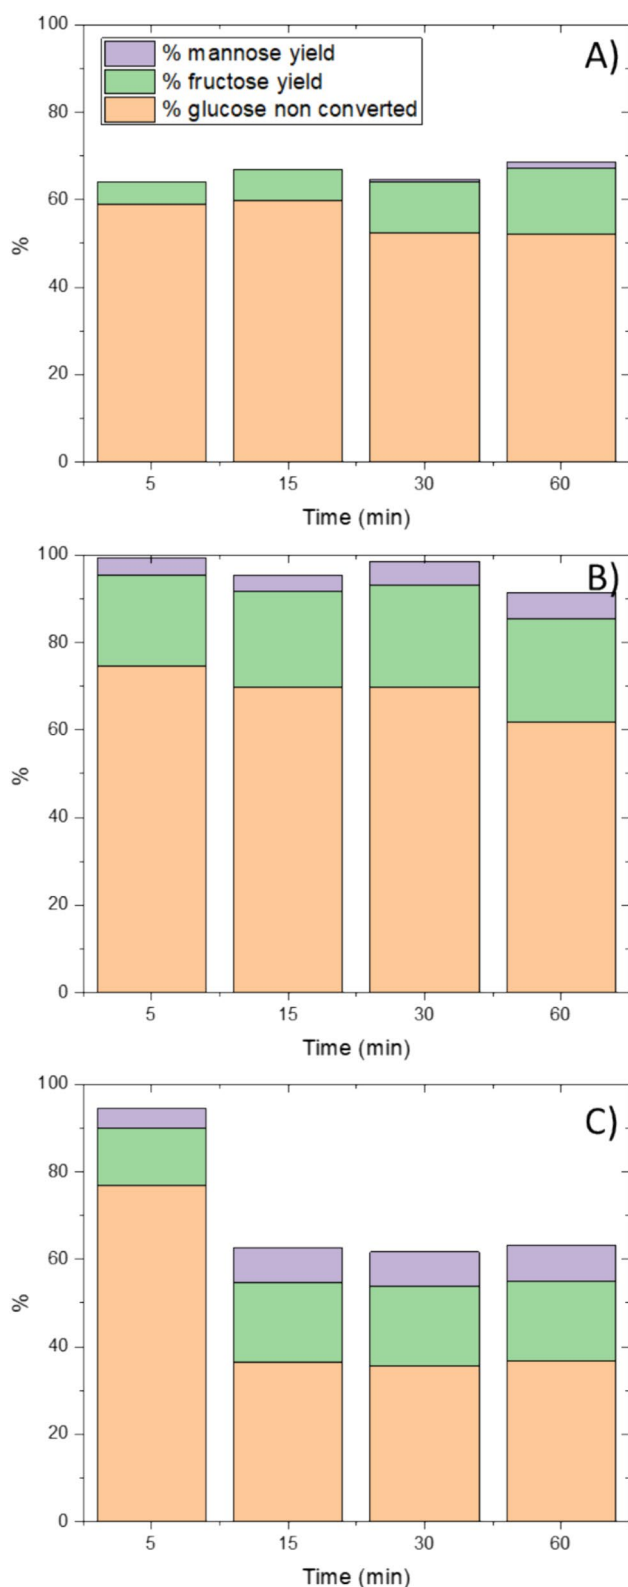 100
A)
% mannose yield
% fructose yield
% glucose non converted
80
60
%
40
20
0
5 15 30 60
Time (min)
100
B)
80
60
%
40
20
0
5 15 30 60
Time (min)
100
C)
80
60
%
40
20
0
5 15 30 60
Time (min)